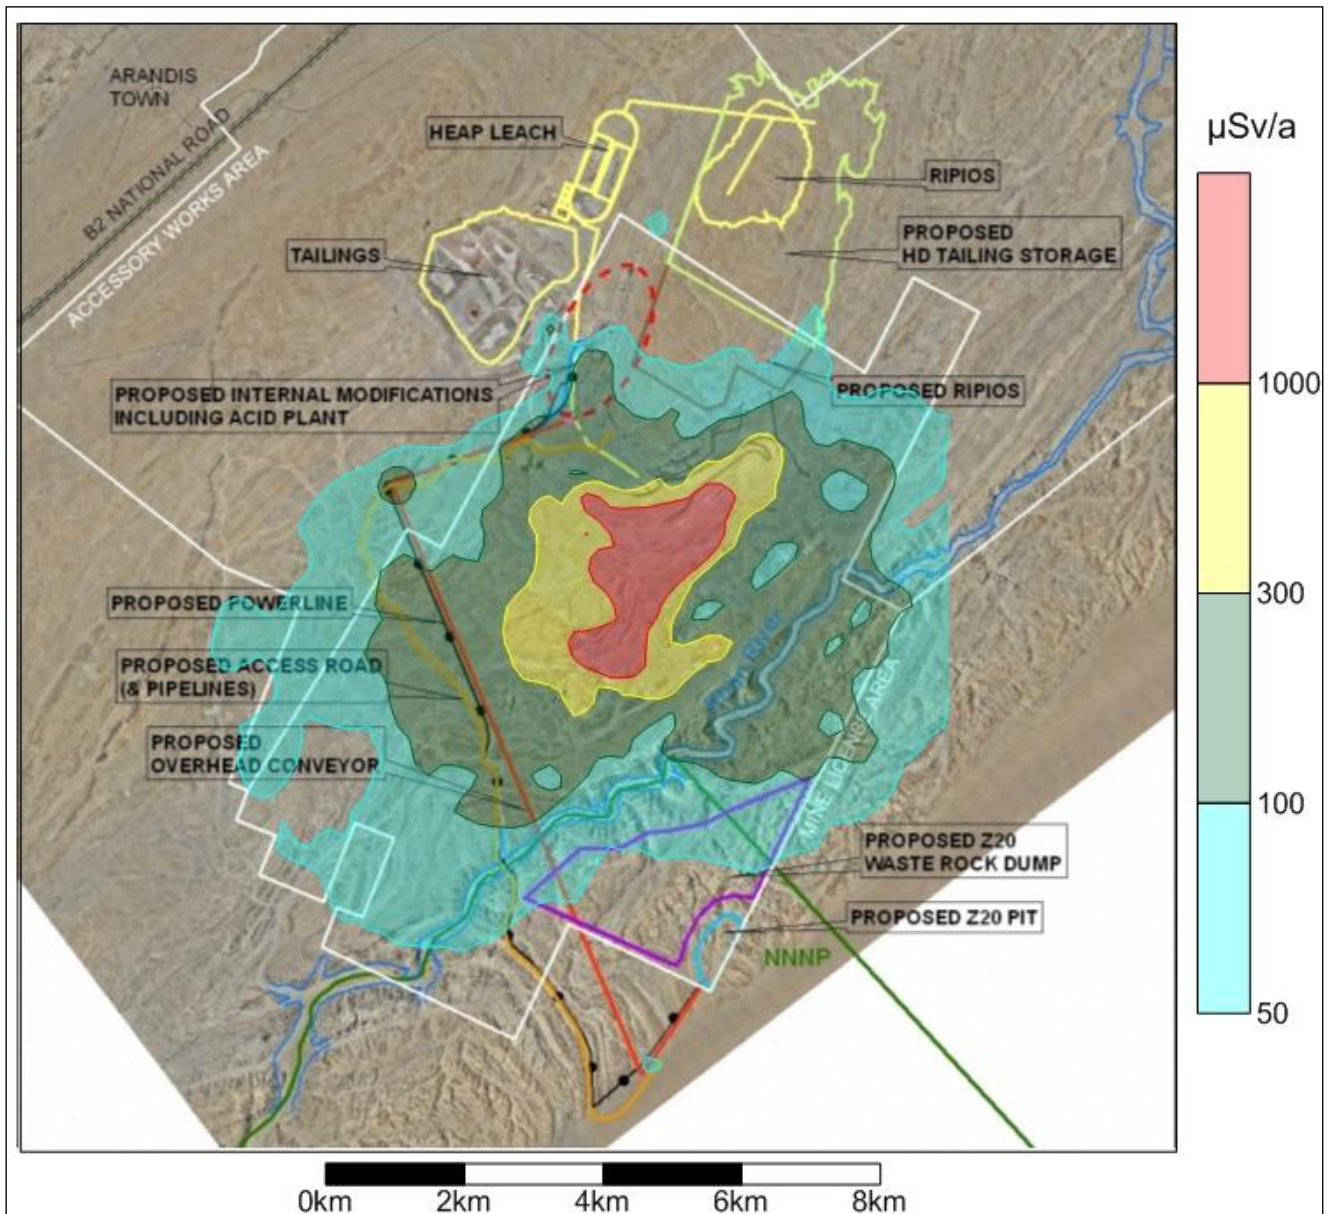 ARANDIS
TOWN
B2 NATIONAL ROAD
ACCESSORY WORKS AREA
HEAP LEACH
RIPIOS
PROPOSED
HD TAILING STORAGE
TAILINGS
PROPOSED INTERNAL MODIFICATIONS
INCLUDING ACID PLANT
PROPOSED RIPIOS
PROPOSED POWERLINE
PROPOSED ACCESS ROAD
(& PIPELINES)
PROPOSED
OVERHEAD CONVEYOR
River
MINE LICENSE AREA
PROPOSED Z20
WASTE ROCK DUMP
PROPOSED Z20 PIT
NNNP
µSv/a
1000
300
100
50
0km 2km 4km 6km 8km